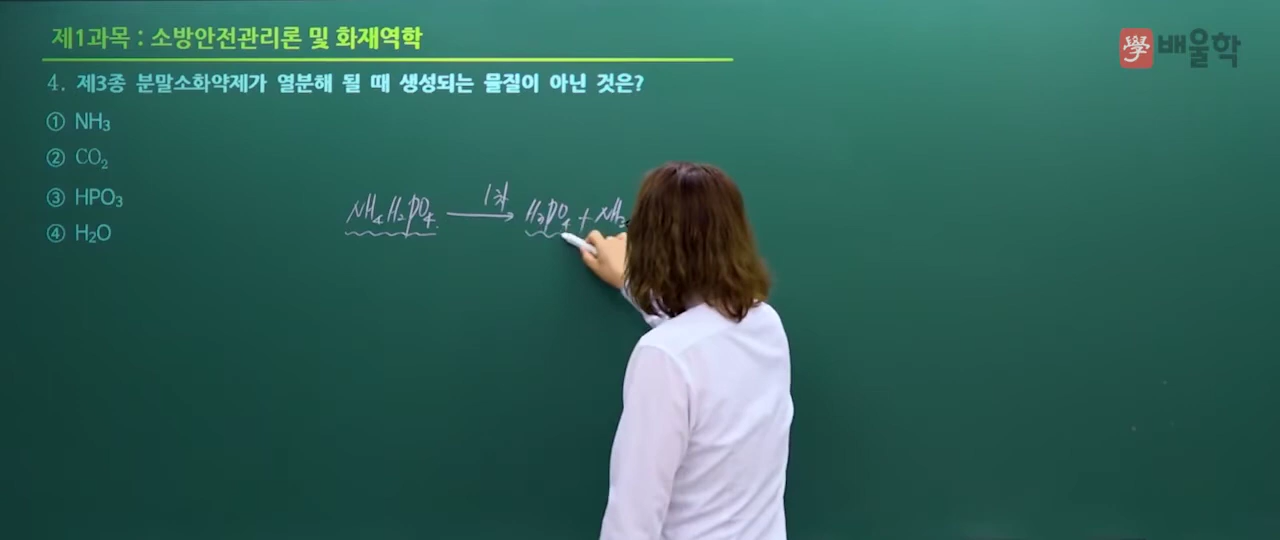 제1과목 : 소방안전관리론 및 화재역학
學 배울학
4. 제3종 분말소화약제가 열분해 될 때 생성되는 물질이 아닌 것은?
① NH₃
② CO₂
③ HPO₃
④ H₂O
NH₄H₂PO₄ 1차→ H₃PO₄ + NH₃